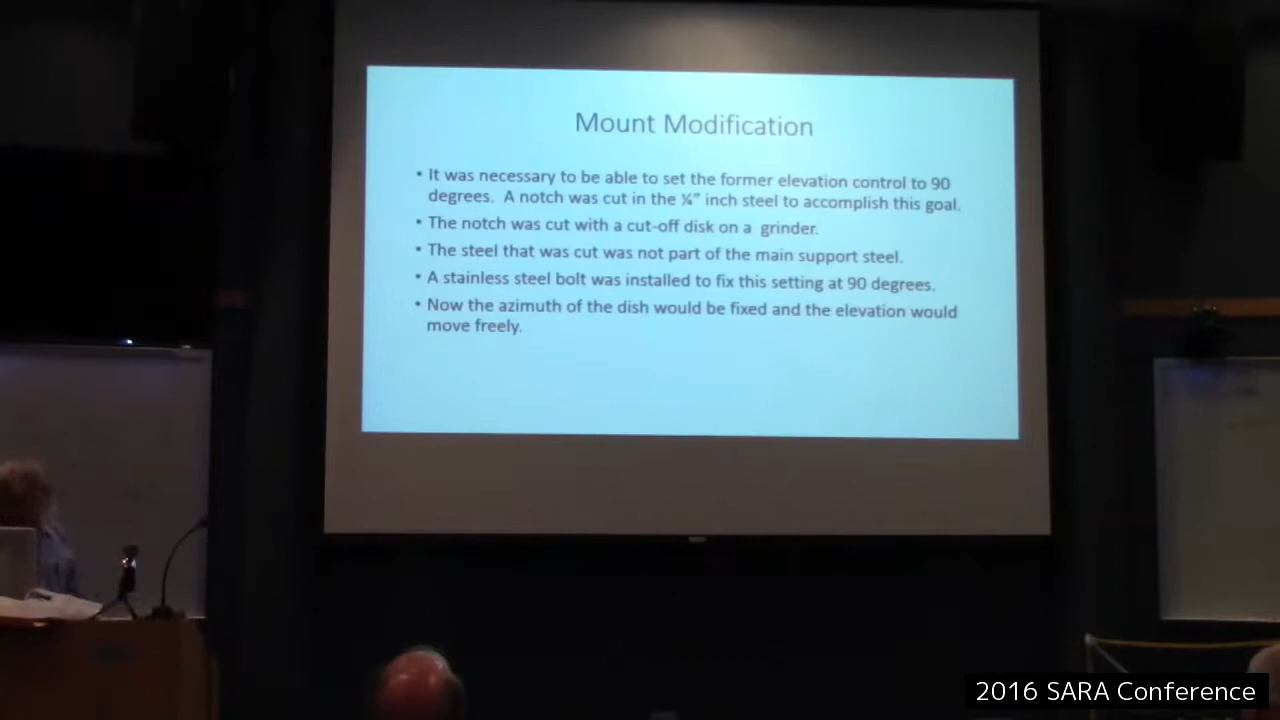 Mount Modification
• It was necessary to be able to set the former elevation control to 90
degrees.  A notch was cut in the ¼” inch steel to accomplish this goal.
• The notch was cut with a cut-off disk on a  grinder.
• The steel that was cut was not part of the main support steel.
• A stainless steel bolt was installed to fix this setting at 90 degrees.
• Now the azimuth of the dish would be fixed and the elevation would
move freely.
2016 SARA Conference